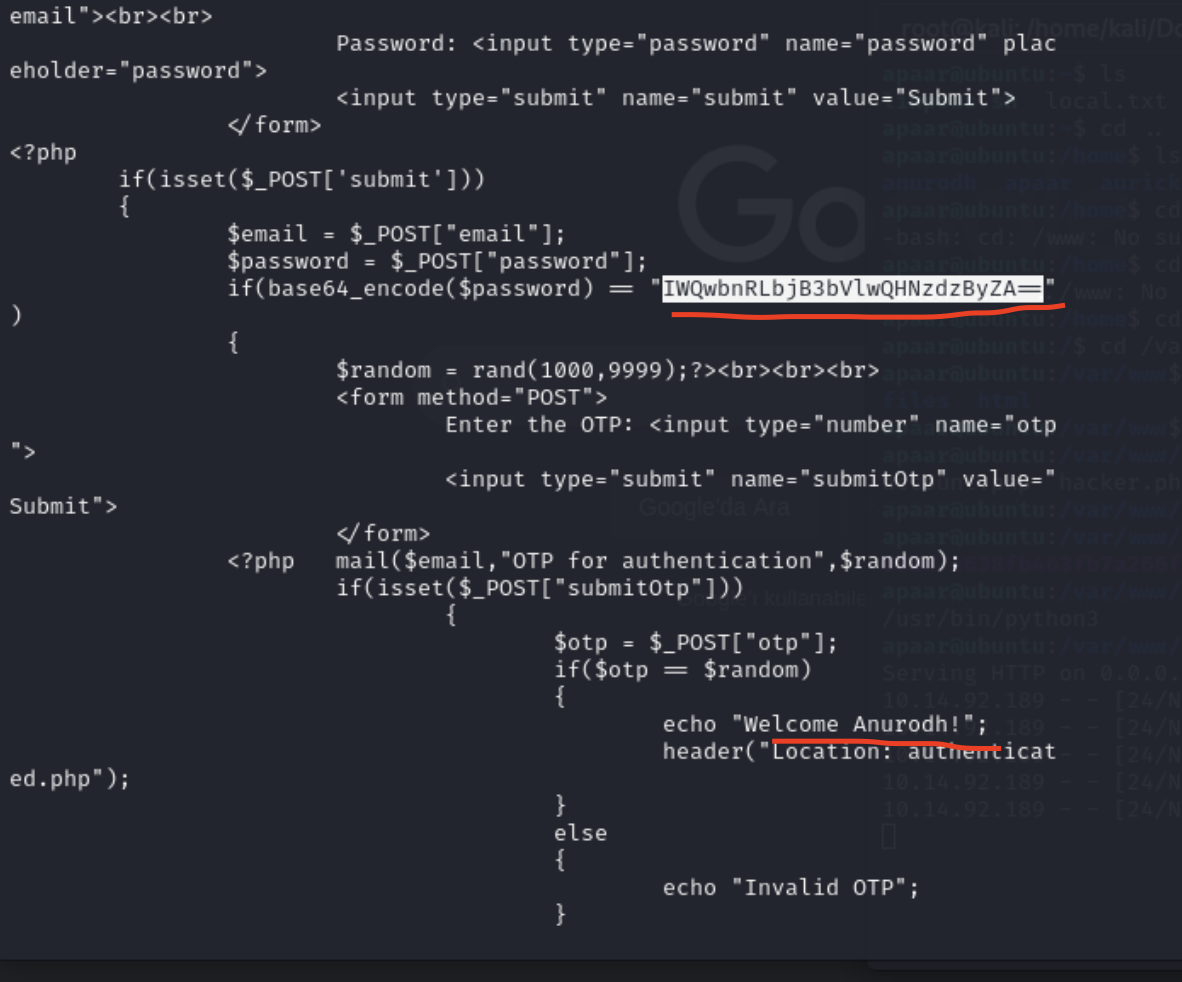 email"><br><br>
Password: <input type="password" name="password" plac
eholder="password">
<input type="submit" name="submit" value="Submit">
</form>
<?php
if(isset($_POST['submit']))
{
$email = $_POST["email"];
$password = $_POST["password"];
if(base64_encode($password) == "IWQwbnRLbjB3bVlwQHNzdzByZA=="
)
{
$random = rand(1000,9999);?><br><br><br>
<form method="POST">
Enter the OTP: <input type="number" name="otp
">
<input type="submit" name="submitOtp" value="
Submit">
</form>
<?php mail($email,"OTP for authentication",$random);
if(isset($_POST["submitOtp"]))
{
$otp = $_POST["otp"];
if($otp == $random)
{
echo "Welcome Anurodh!";
header("Location: authenticat
ed.php");
}
else
{
echo "Invalid OTP";
}
root@kali: /home/kali/Do
apaar@ubuntu:~$ ls
local.txt
apaar@ubuntu:~$ cd ..
apaar@ubuntu:/home$ ls
anurodh apaar aurick
apaar@ubuntu:/home$ cd
-bash: cd: /www: No su
apaar@ubuntu:/home$ cd
/www: No
apaar@ubuntu:/home$ cd
apaar@ubuntu:/$ cd /va
apaar@ubuntu:/var/www$
files html
apaar@ubuntu:/var/www$
apaar@ubuntu:/var/www/
hacker.ph
apaar@ubuntu:/var/www/
apaar@ubuntu:/var/www/
apaar@ubuntu:/var/www/
/usr/bin/python3
apaar@ubuntu:/var/www/
Serving HTTP on 0.0.0.
10.14.92.189 - - [24/N
10.14.92.189 - - [24/N
10.14.92.189 - - [24/N
10.14.92.189 - - [24/N
10.14.92.189 - - [24/N
Go
Google'da Ara
Google'ı kullanabile